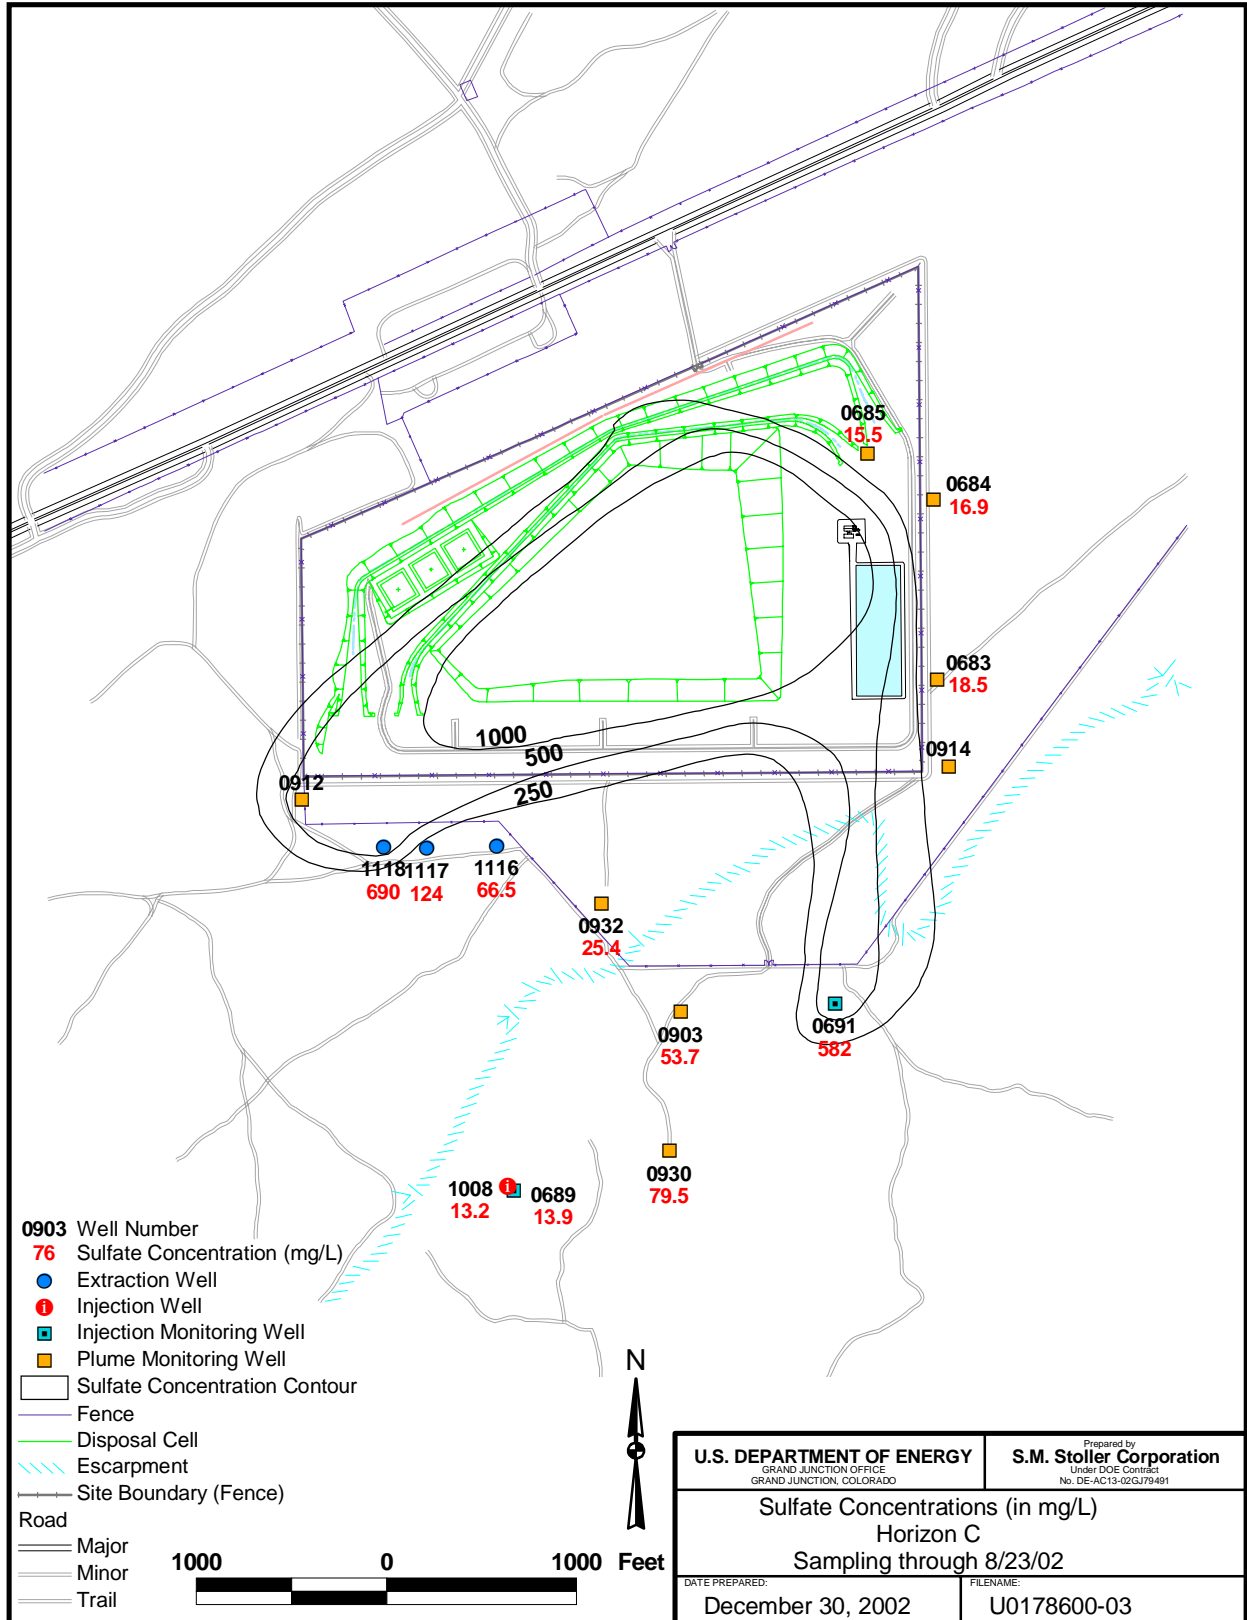 0685
15.5
0684
16.9
0683
18.5
1000
500
0914
250
0912
1118
1117
1116
690
124
66.5
0932
25.4
0691
582
0903
53.7
0930
79.5
1008
0689
13.2
13.9
0903 Well Number
76 Sulfate Concentration (mg/L)
Extraction Well
i Injection Well
Injection Monitoring Well
Plume Monitoring Well
Sulfate Concentration Contour
Fence
Disposal Cell
Escarpment
Site Boundary (Fence)
Road
Major
Minor
Trail
1000 0 1000 Feet
N
U.S. DEPARTMENT OF ENERGY
GRAND JUNCTION OFFICE
GRAND JUNCTION, COLORADO
Prepared by
S.M. Stoller Corporation
Under DOE Contract
No. DE-AC13-02GJ79491
Sulfate Concentrations (in mg/L)
Horizon C
Sampling through 8/23/02
DATE PREPARED:
December 30, 2002
FILENAME:
U0178600-03